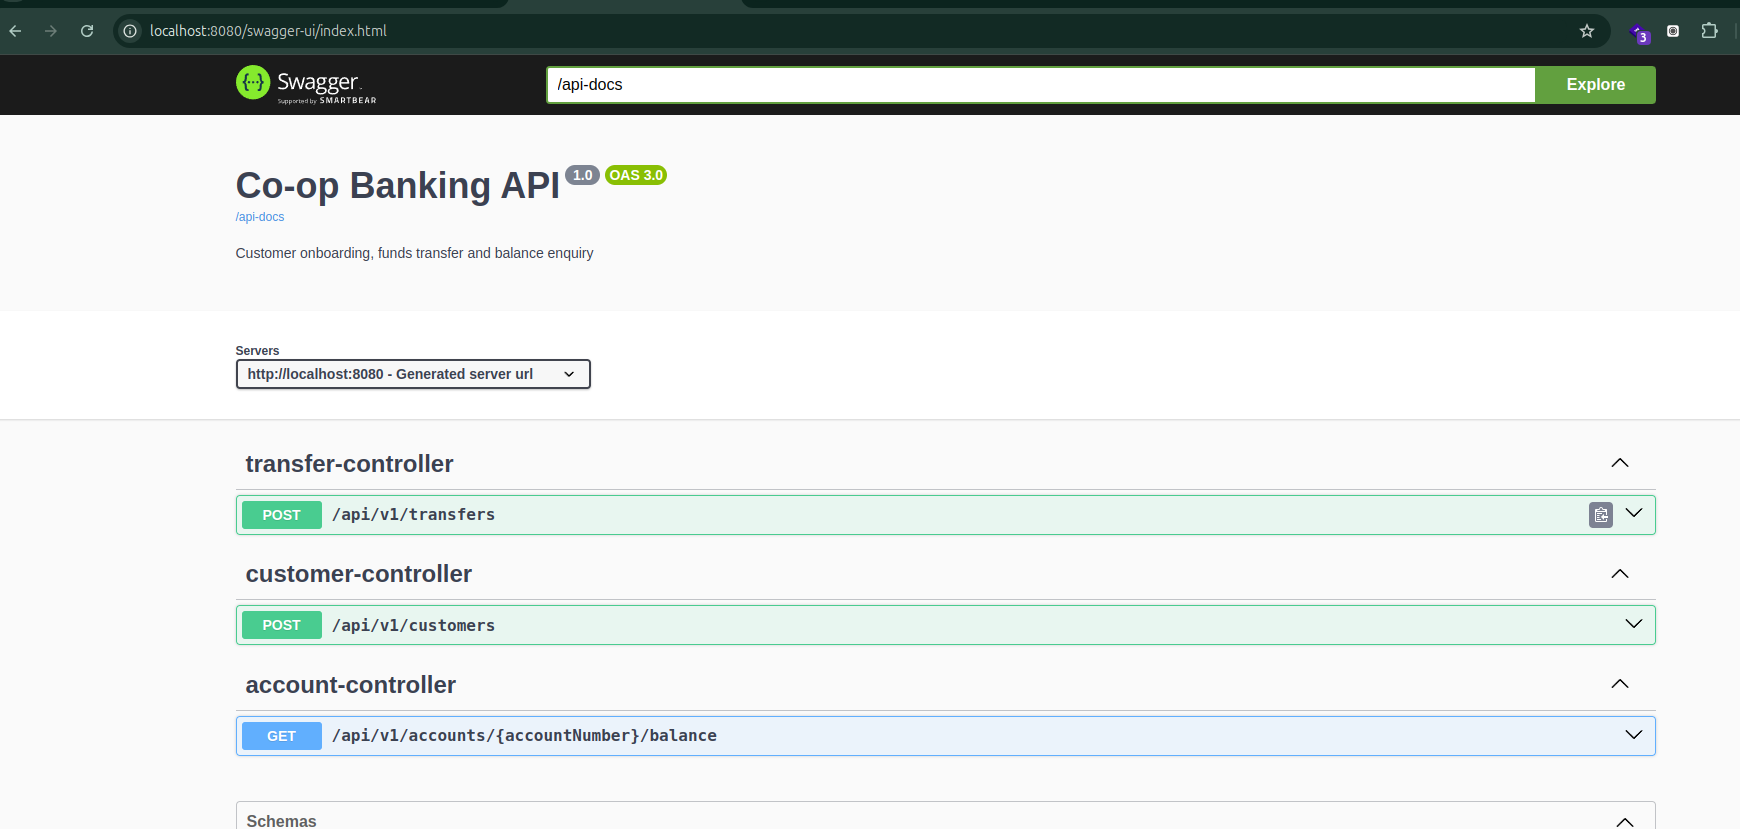 localhost:8080/swagger-ui/index.html
3
{···} Swagger.
Supported by SMARTBEAR
/api-docs
Explore
Co-op Banking API 1.0 OAS 3.0
/api-docs
Customer onboarding, funds transfer and balance enquiry
Servers
http://localhost:8080 - Generated server url
transfer-controller
POST /api/v1/transfers
customer-controller
POST /api/v1/customers
account-controller
GET /api/v1/accounts/{accountNumber}/balance
Schemas